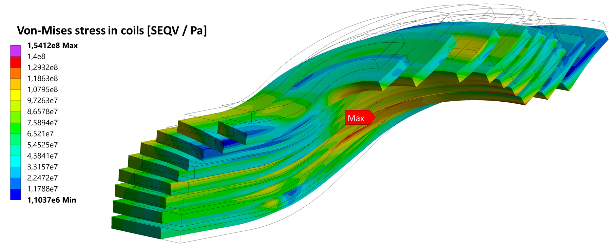 Von-Mises stress in coils [SEQV / Pa]
1,5412e8 Max
1,4e8
1,2932e8
1,1863e8
1,0795e8
9,7263e7
8,6578e7
7,5894e7
6,521e7
5,4525e7
4,3841e7
3,3157e7
2,2472e7
1,1788e7
1,1037e6 Min
Max